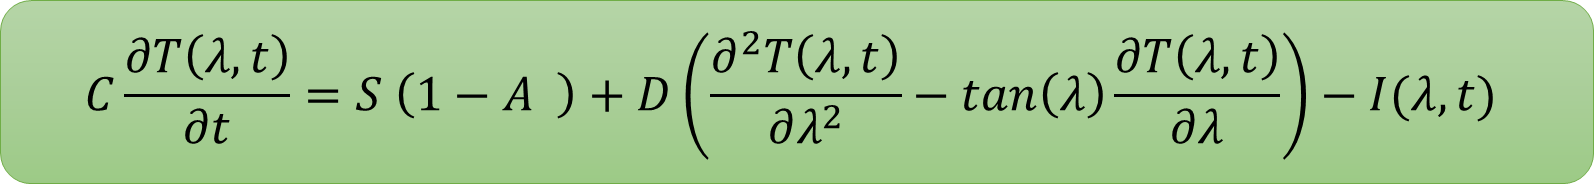 C ∂T(λ, t)/∂t = S (1 − A ) + D (∂²T(λ, t)/∂λ² − tan(λ) ∂T(λ, t)/∂λ) − I(λ, t)